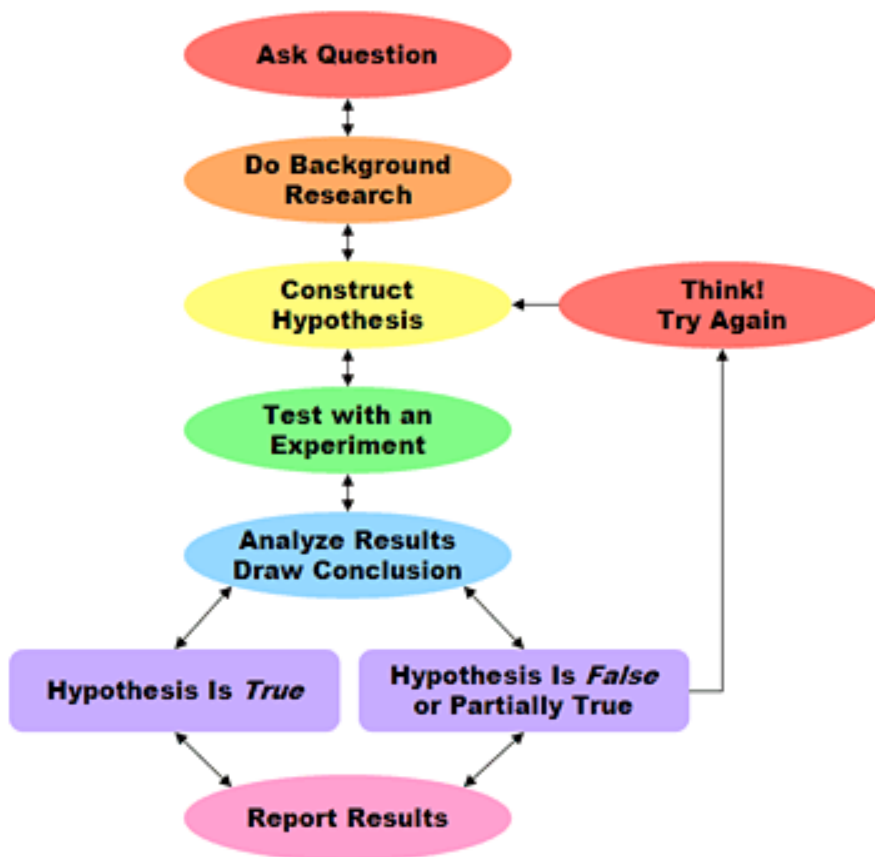 Ask Question
Do Background
Research
Construct
Hypothesis
Think!
Try Again
Test with an
Experiment
Analyze Results
Draw Conclusion
Hypothesis Is True
Hypothesis Is False
or Partially True
Report Results